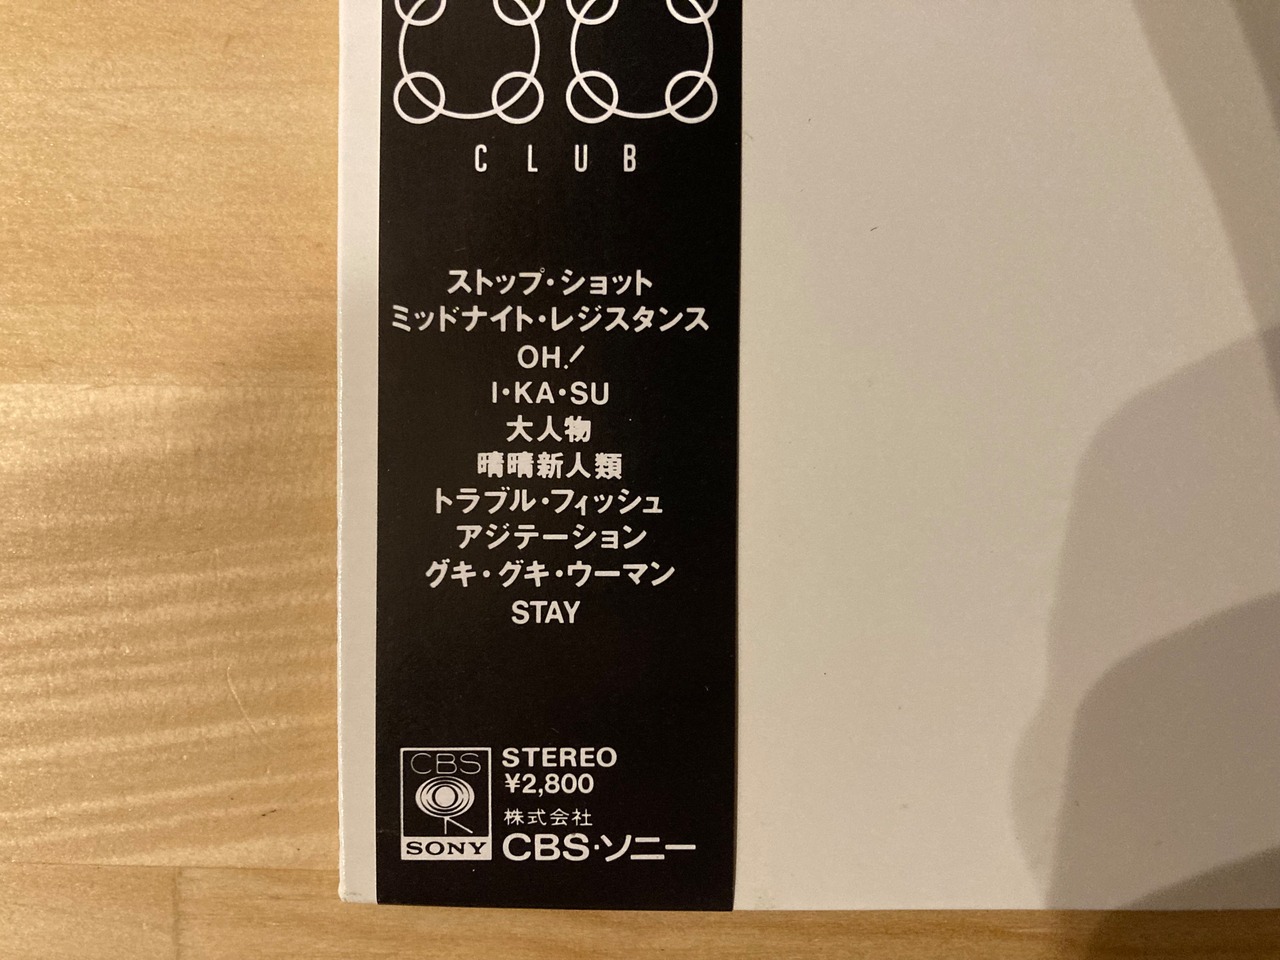 CLUB
ストップ・ショット
ミッドナイト・レジスタンス
OH!
I・KA・SU
大人物
晴晴新人類
トラブル・フィッシュ
アジテーション
グキ・グキ・ウーマン
STAY
CBS
SONY
STEREO
¥2,800
株式会社
CBS・ソニー